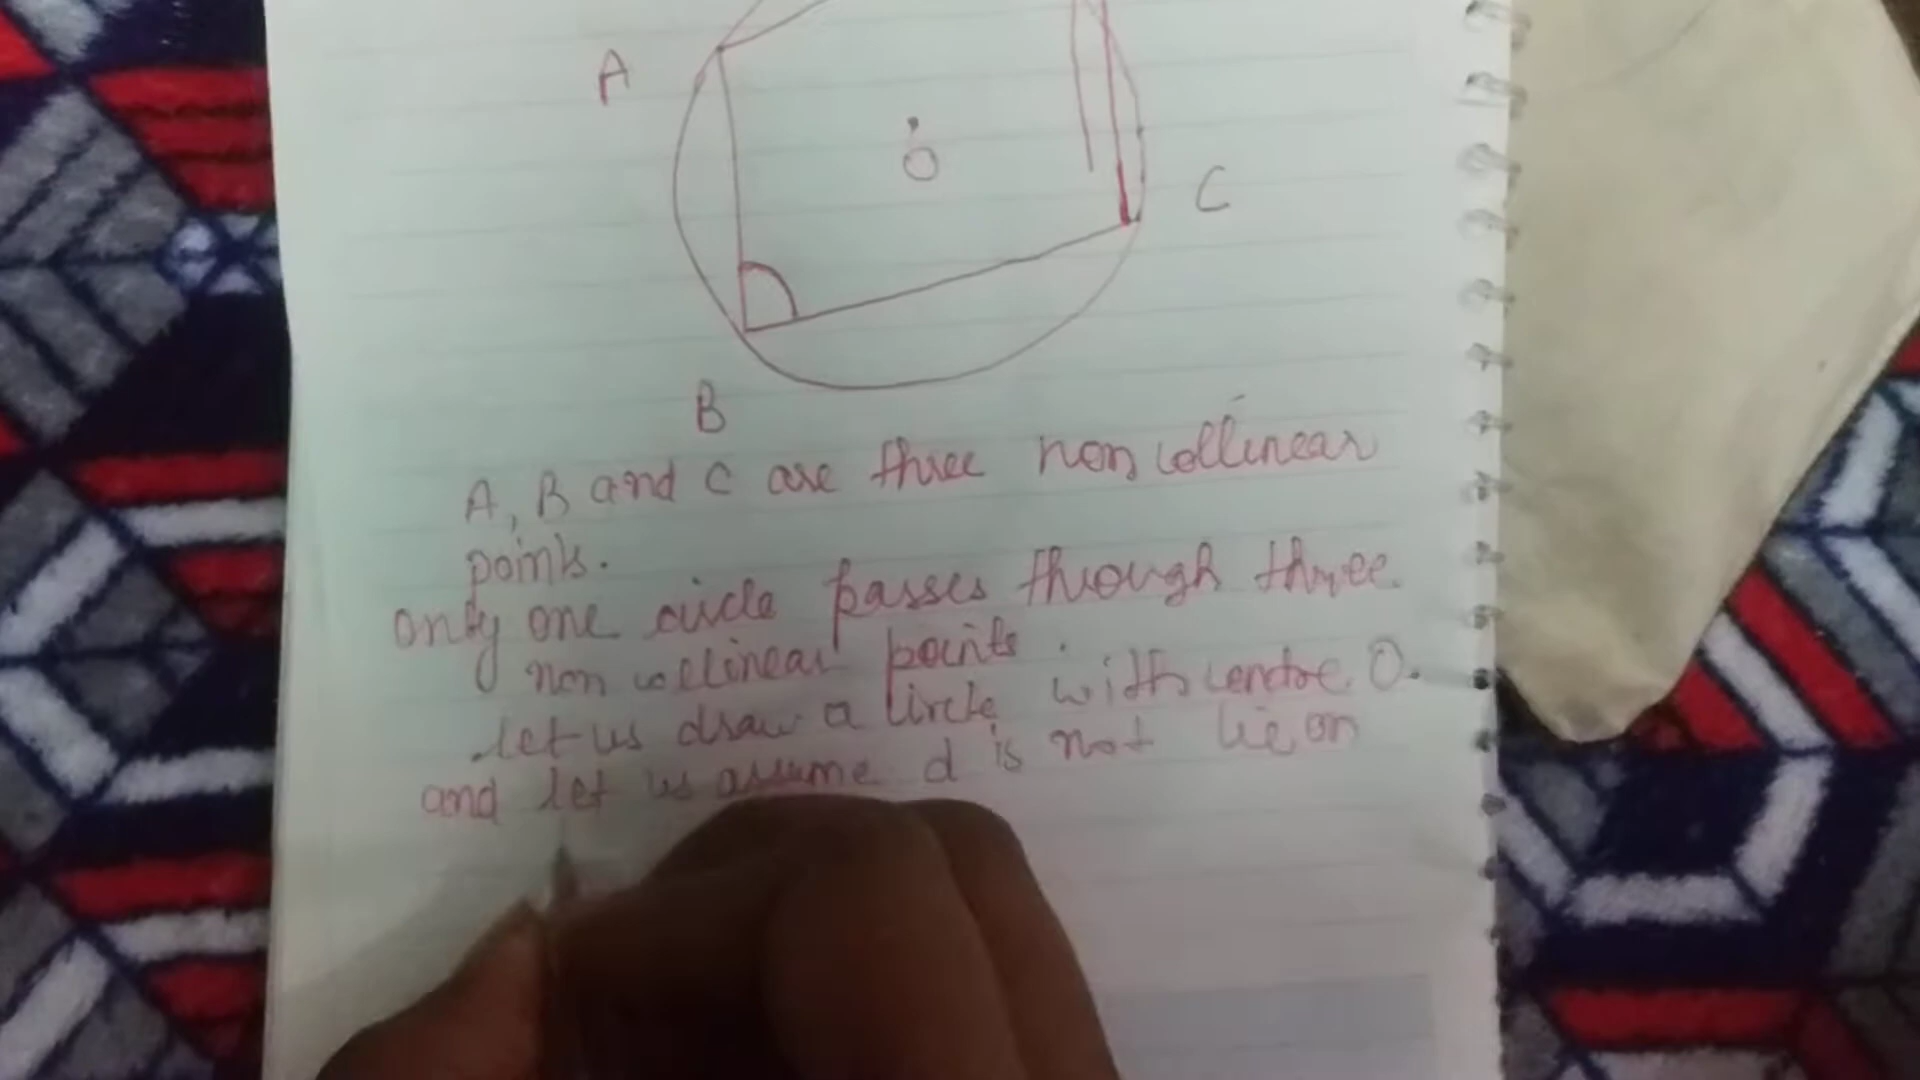 A
O
C
B
A, B and C are three non collinear
points.
only one circle passes through three
non collinear points.
let us draw a circle with centre O.
and let us assume d is not lie on